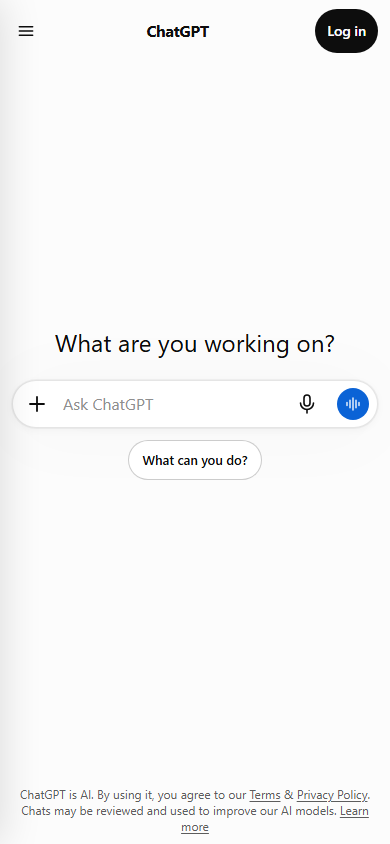 ChatGPT
Log in
What are you working on?
Ask ChatGPT
What can you do?
ChatGPT is AI. By using it, you agree to our Terms & Privacy Policy.
Chats may be reviewed and used to improve our AI models. Learn
more